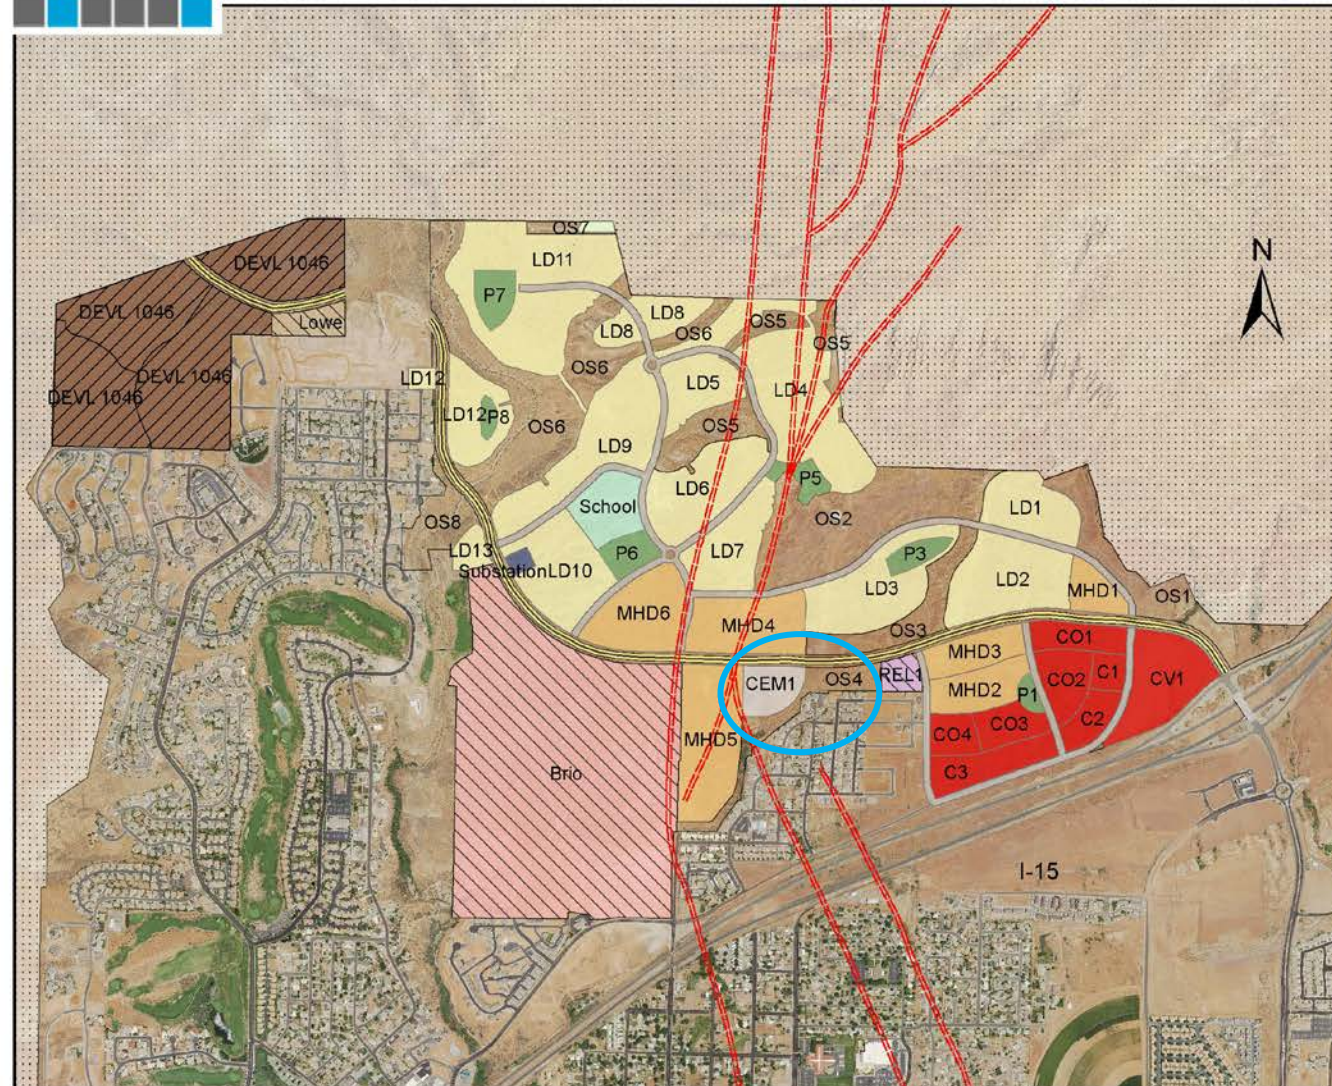 N
OS7
DEVL 1046
LD11
P7
DEVL 1046
Lowe
LD8
LD8
OS6
OS5
OS5
OS6
DEVL 1046
LD12
LD5
LD4
DEVL 1046
LD12
P8
OS6
OS5
LD9
LD6
P5
School
LD1
OS2
OS8
LD13
P6
LD7
P3
Substation
LD10
LD3
LD2
MHD1
OS1
MHD6
MHD4
OS3
CO1
MHD3
CEM1
OS4
REL1
CO2
C1
CV1
MHD2
P1
MHD5
CO4
CO3
C2
Brio
C3
I-15